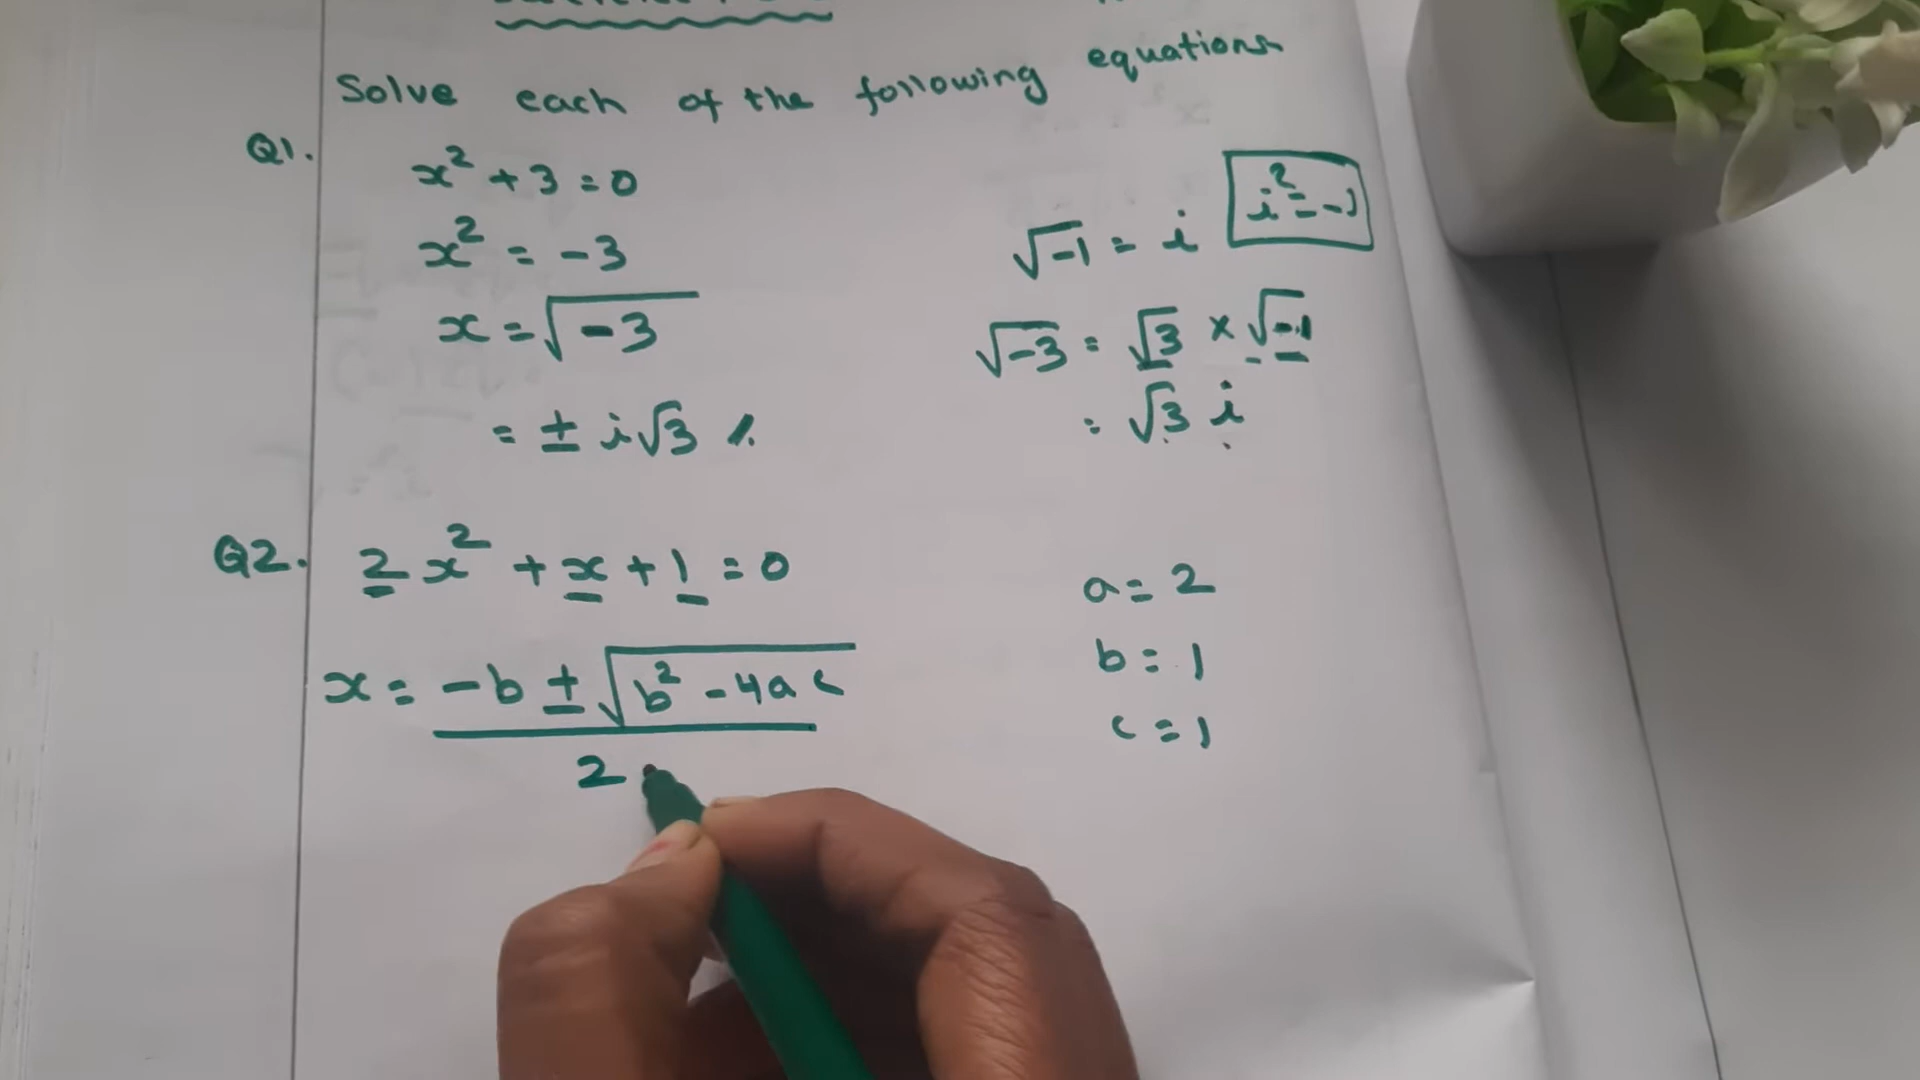 Solve each of the following equations
Q1.
x² + 3 = 0
x² = -3
x = √-3
= ± i√3
√-1 = i
i² = -1
√-3 = √3 × √-1
= √3 i
Q2. 2x² + x + 1 = 0
x = -b ± √b² - 4ac
2
a = 2
b = 1
c = 1